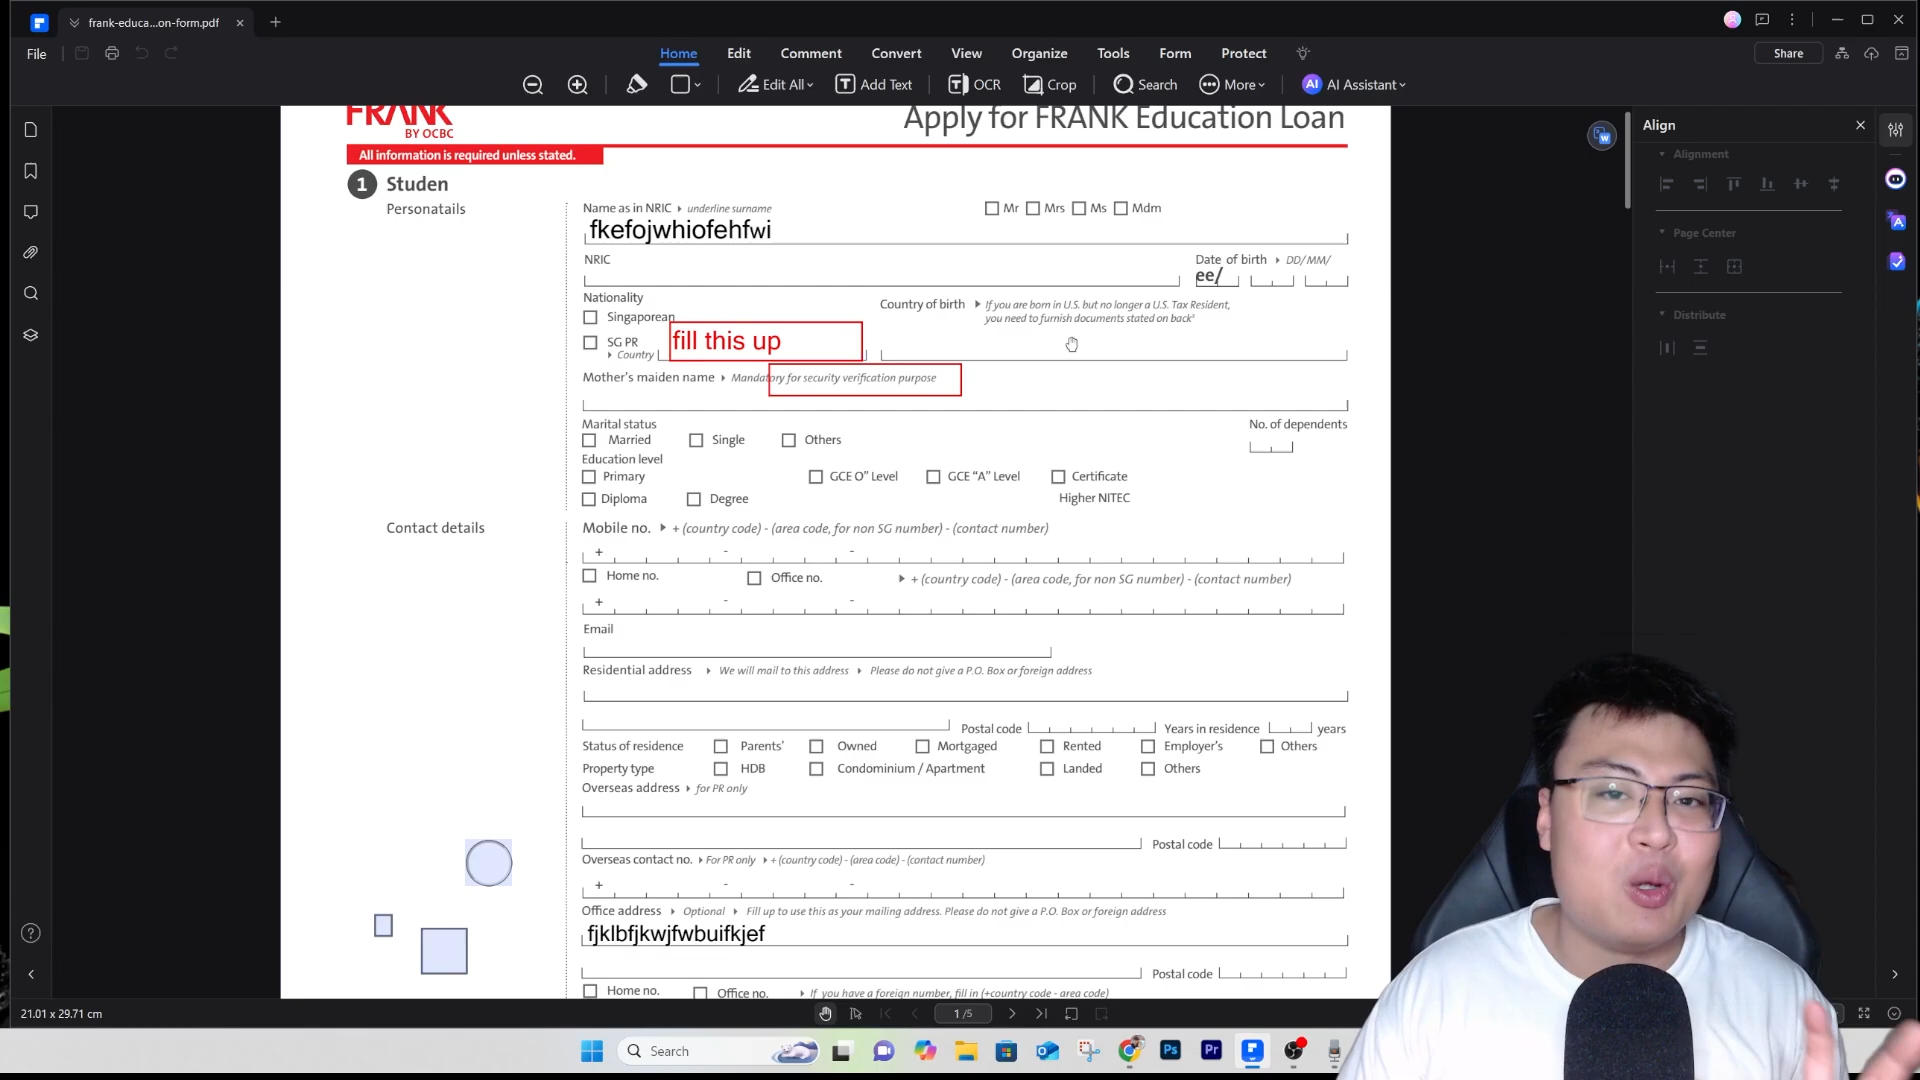 frank-educa...on-form.pdf
File
Home Edit Comment Convert View Organize Tools Form Protect
Share
Edit All Add Text OCR Crop Search More AI Assistant
FRANK
BY OCBC
Apply for FRANK Education Loan
All information is required unless stated.
1 Studen
Personatails
Name as in NRIC underline surname
Mr Mrs Ms Mdm
fkefojwhiofehfwi
NRIC
Date of birth DD/MM/
ee/
Nationality
Singaporean
Country of birth If you are born in U.S. but no longer a U.S. Tax Resident,
you need to furnish documents stated on back³
SG PR
Country
fill this up
Mother's maiden name Mandatory for security verification purpose
Marital status
No. of dependents
Married Single Others
Education level
Primary GCE O" Level GCE "A" Level Certificate
Diploma Degree Higher NITEC
Contact details
Mobile no. + (country code) - (area code, for non SG number) - (contact number)
+ - -
Home no. Office no. + (country code) - (area code, for non SG number) - (contact number)
+ - -
Email
Residential address We will mail to this address Please do not give a P.O. Box or foreign address
Postal code Years in residence years
Status of residence Parents' Owned Mortgaged Rented Employer's Others
Property type HDB Condominium / Apartment Landed Others
Overseas address for PR only
Postal code
Overseas contact no. For PR only + (country code) - (area code) - (contact number)
+ - -
Office address Optional Fill up to use this as your mailing address. Please do not give a P.O. Box or foreign address
fjklbfjkwjfwbuifkjef
Postal code
Home no. Office no. If you have a foreign number, fill in (+country code - area code)
Align
Alignment
Page Center
Distribute
21.01 x 29.71 cm
1 /5
Search
Ps
Pr